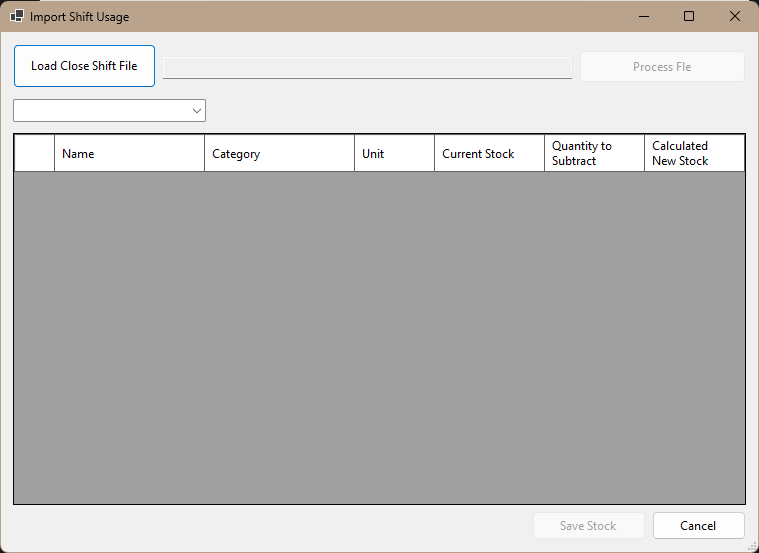 Import Shift Usage
Load Close Shift File
Process Fle
Name
Category
Unit
Current Stock
Quantity to
Subtract
Calculated
New Stock
Save Stock
Cancel